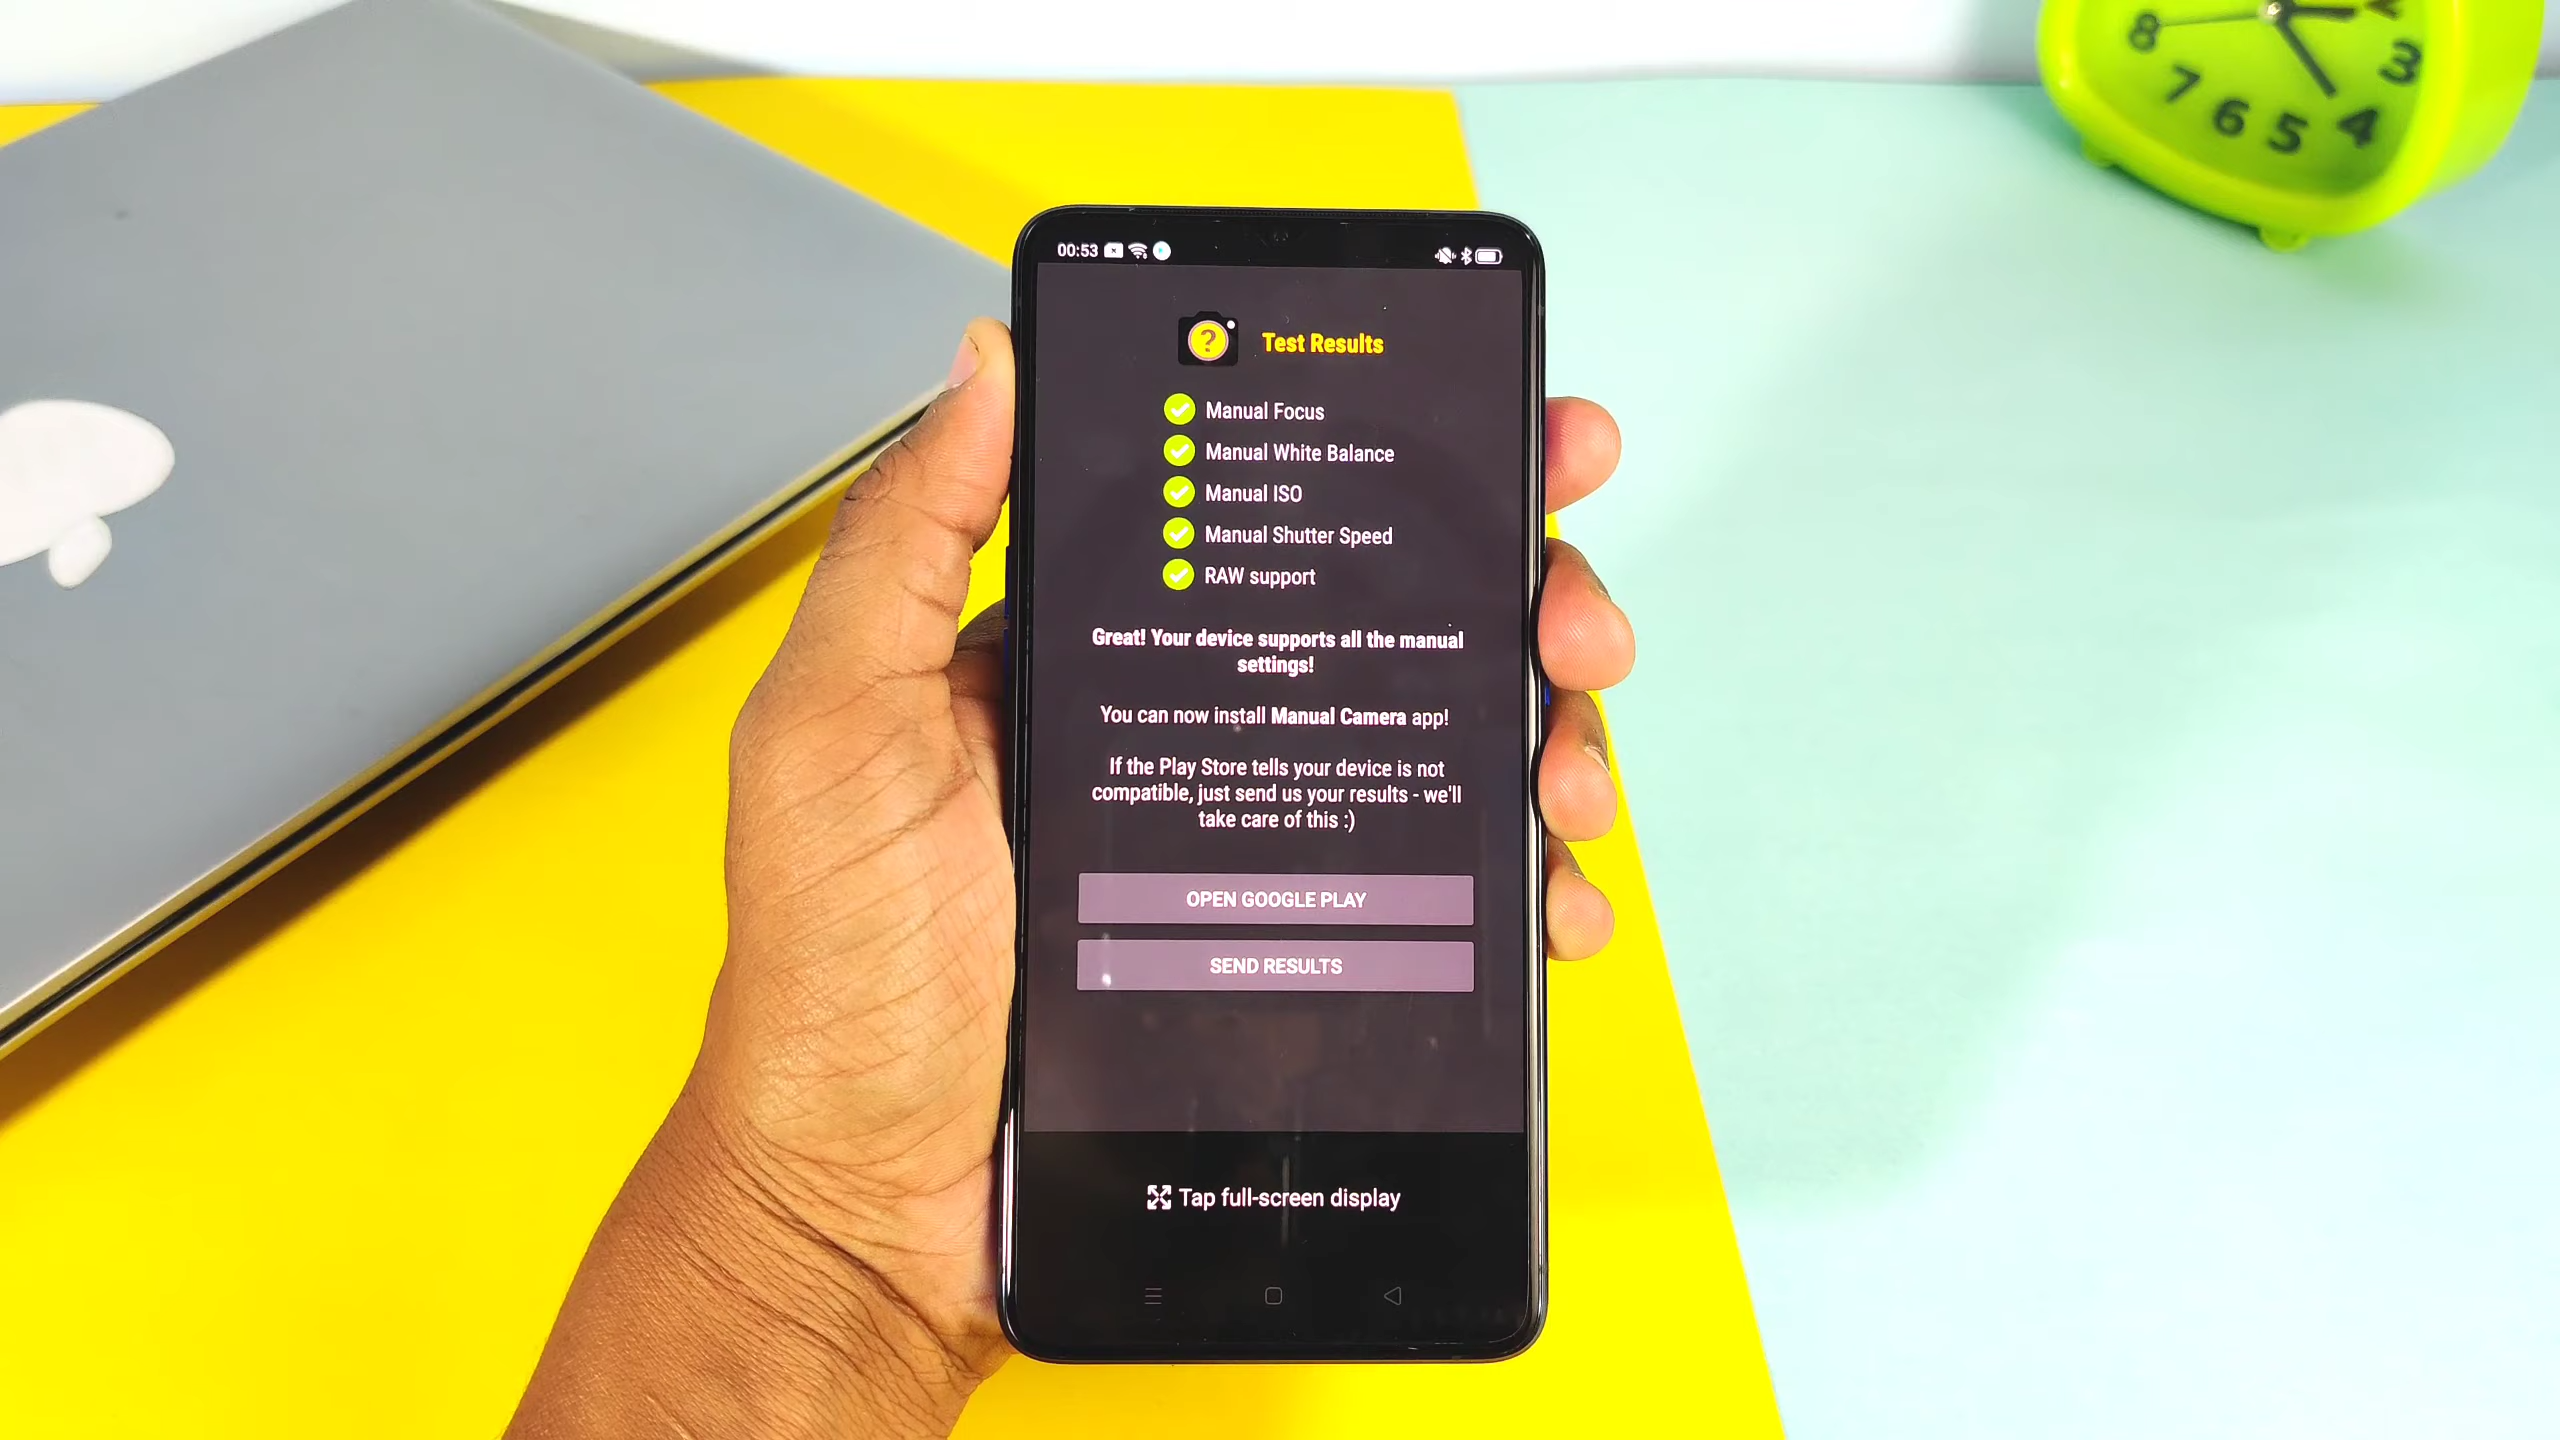 2
8
3
7
6
5
4
00:53
? Test Results
Manual Focus
Manual White Balance
Manual ISO
Manual Shutter Speed
RAW support
Great! Your device supports all the manual
settings!
You can now install Manual Camera app!
If the Play Store tells your device is not
compatible, just send us your results - we'll
take care of this :)
OPEN GOOGLE PLAY
SEND RESULTS
Tap full-screen display